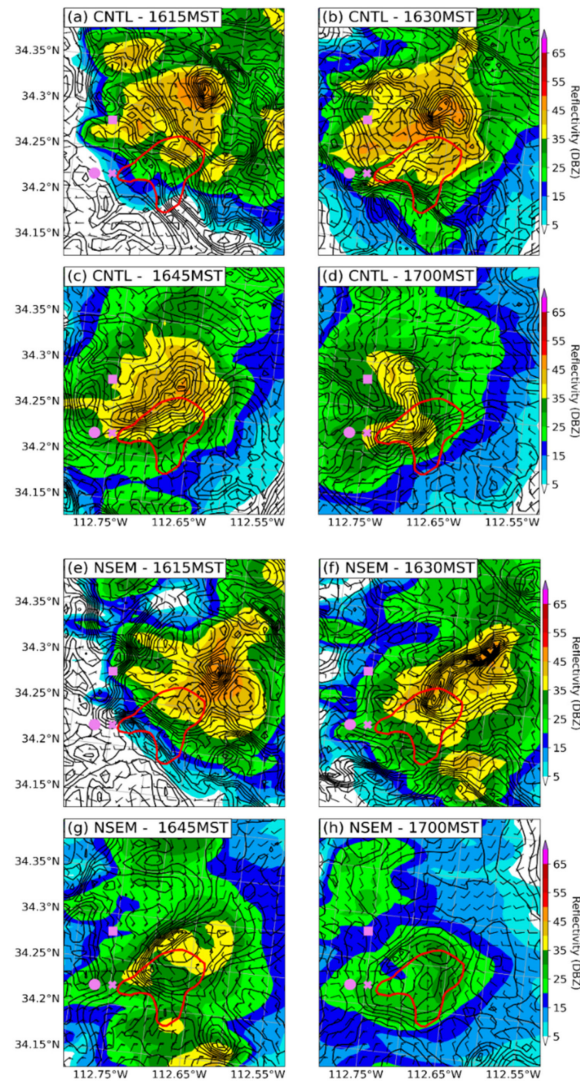 (a) CNTL - 1615MST
(b) CNTL - 1630MST
34.35°N
34.3°N
34.25°N
34.2°N
34.15°N
65
55
50
45
35
25
15
5
Reflectivity (DBZ)
(c) CNTL - 1645MST
(d) CNTL - 1700MST
34.35°N
34.3°N
34.25°N
34.2°N
34.15°N
65
55
50
45
35
25
15
5
Reflectivity (DBZ)
112.75°W 112.65°W 112.55°W
112.75°W 112.65°W 112.55°W
(e) NSEM - 1615MST
(f) NSEM - 1630MST
34.35°N
34.3°N
34.25°N
34.2°N
34.15°N
65
55
50
45
35
25
15
5
Reflectivity (DBZ)
(g) NSEM - 1645MST
(h) NSEM - 1700MST
34.35°N
34.3°N
34.25°N
34.2°N
34.15°N
65
55
50
45
35
25
15
5
Reflectivity (DBZ)
112.75°W 112.65°W 112.55°W
112.75°W 112.65°W 112.55°W